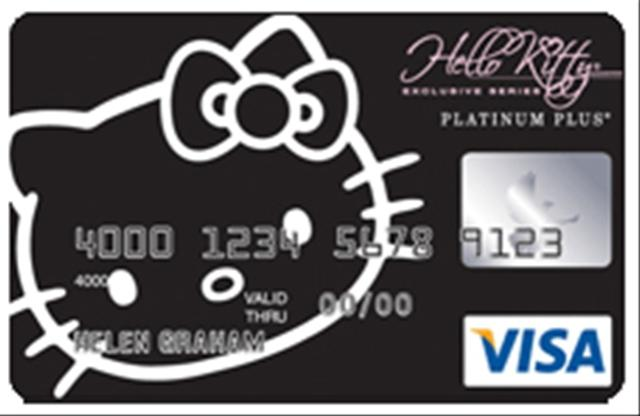 Hello Kitty
EXCLUSIVE SERIES
PLATINUM PLUS®
4000 1234 5678 9123
4000
VALID
THRU
00/00
HELEN GRAHAM
VISA